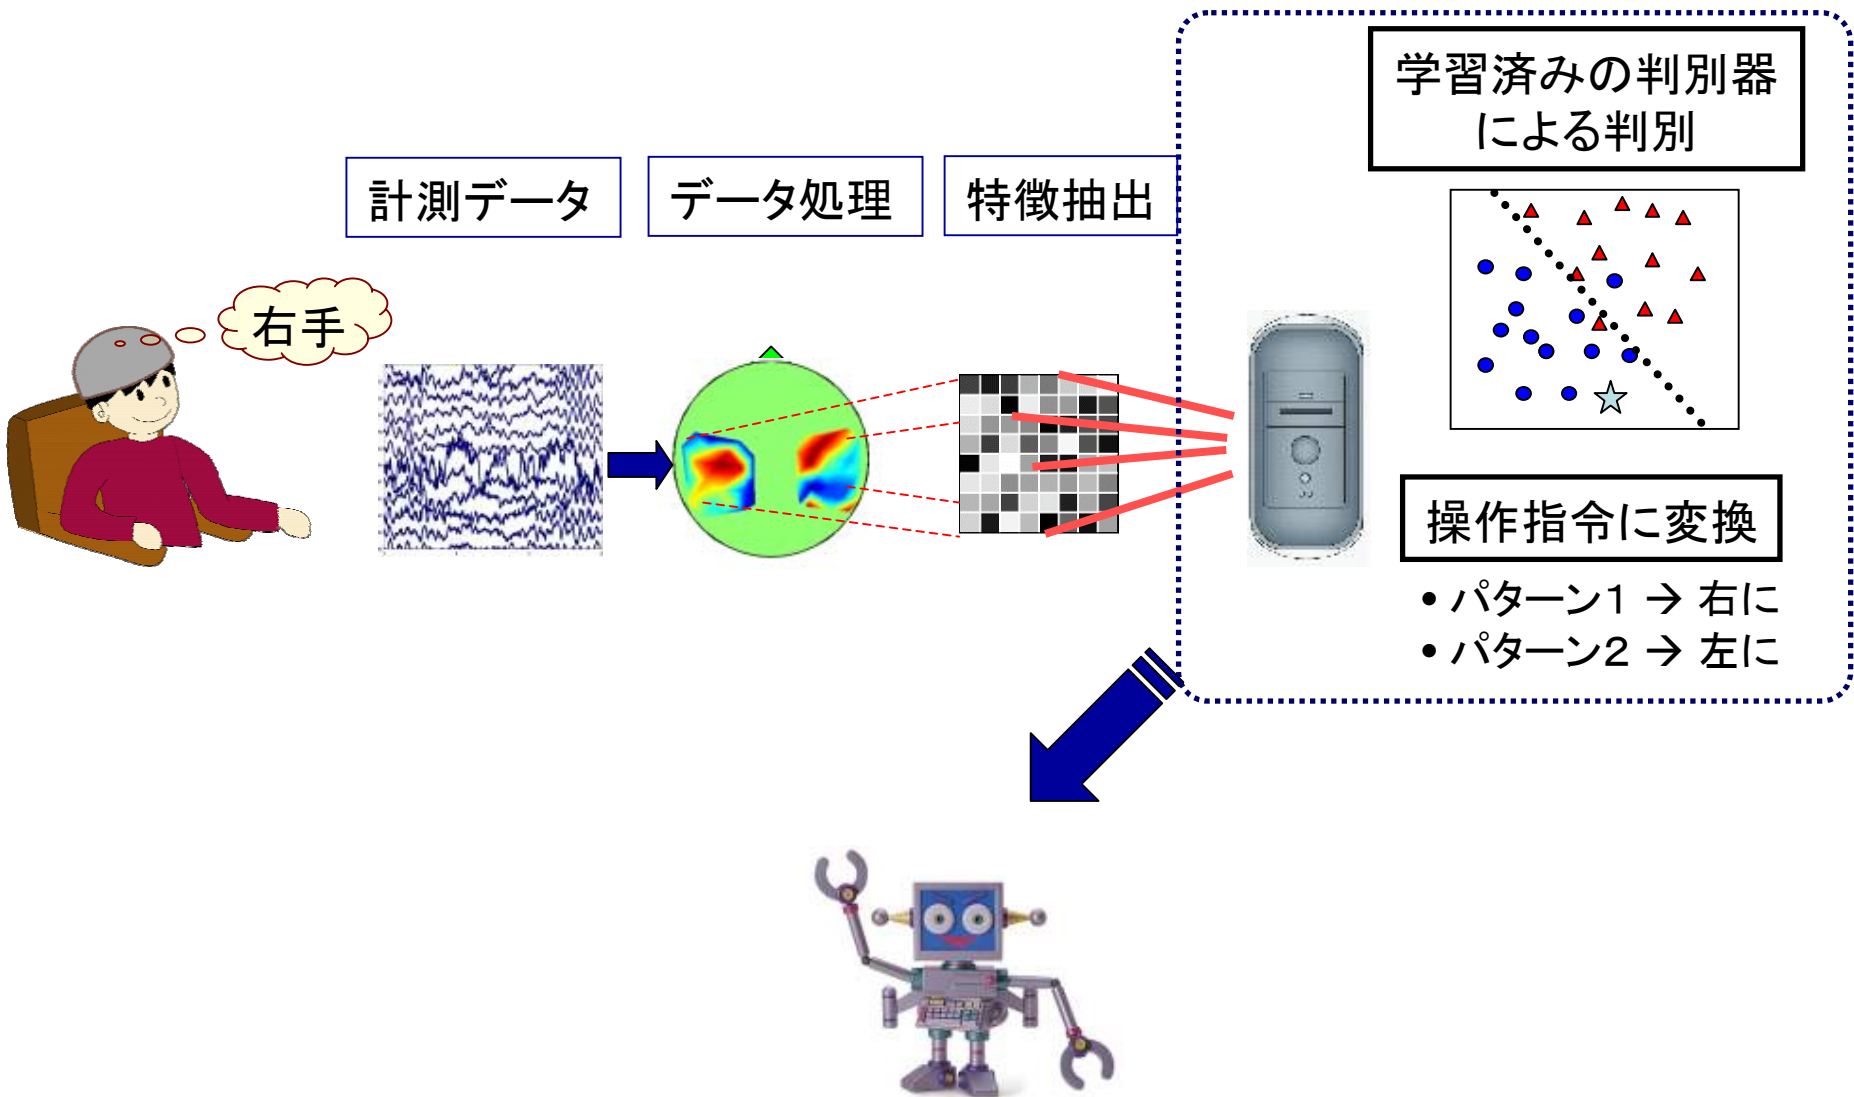 学習済みの判別器
による判別
計測データ
データ処理
特徴抽出
右手
操作指令に変換
• パターン1 → 右に
• パターン2 → 左に